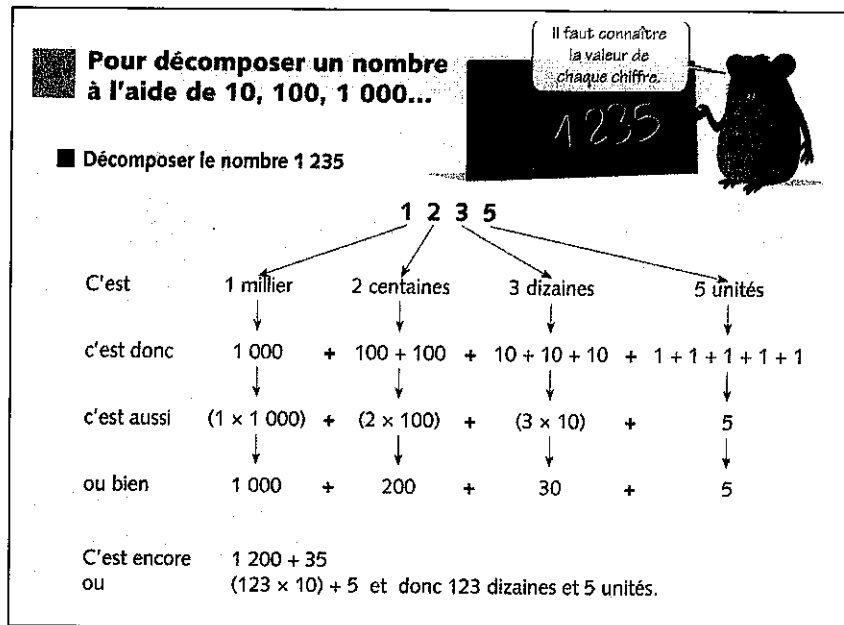 Pour décomposer un nombre
à l'aide de 10, 100, 1 000...
Il faut connaître
la valeur de
chaque chiffre.
1 235
Décomposer le nombre 1 235
1 2 3 5
C'est 1 millier 2 centaines 3 dizaines 5 unités
c'est donc 1 000 + 100 + 100 + 10 + 10 + 10 + 1 + 1 + 1 + 1 + 1
c'est aussi (1 × 1 000) + (2 × 100) + (3 × 10) + 5
ou bien 1 000 + 200 + 30 + 5
C'est encore 1 200 + 35
ou (123 × 10) + 5 et donc 123 dizaines et 5 unités.